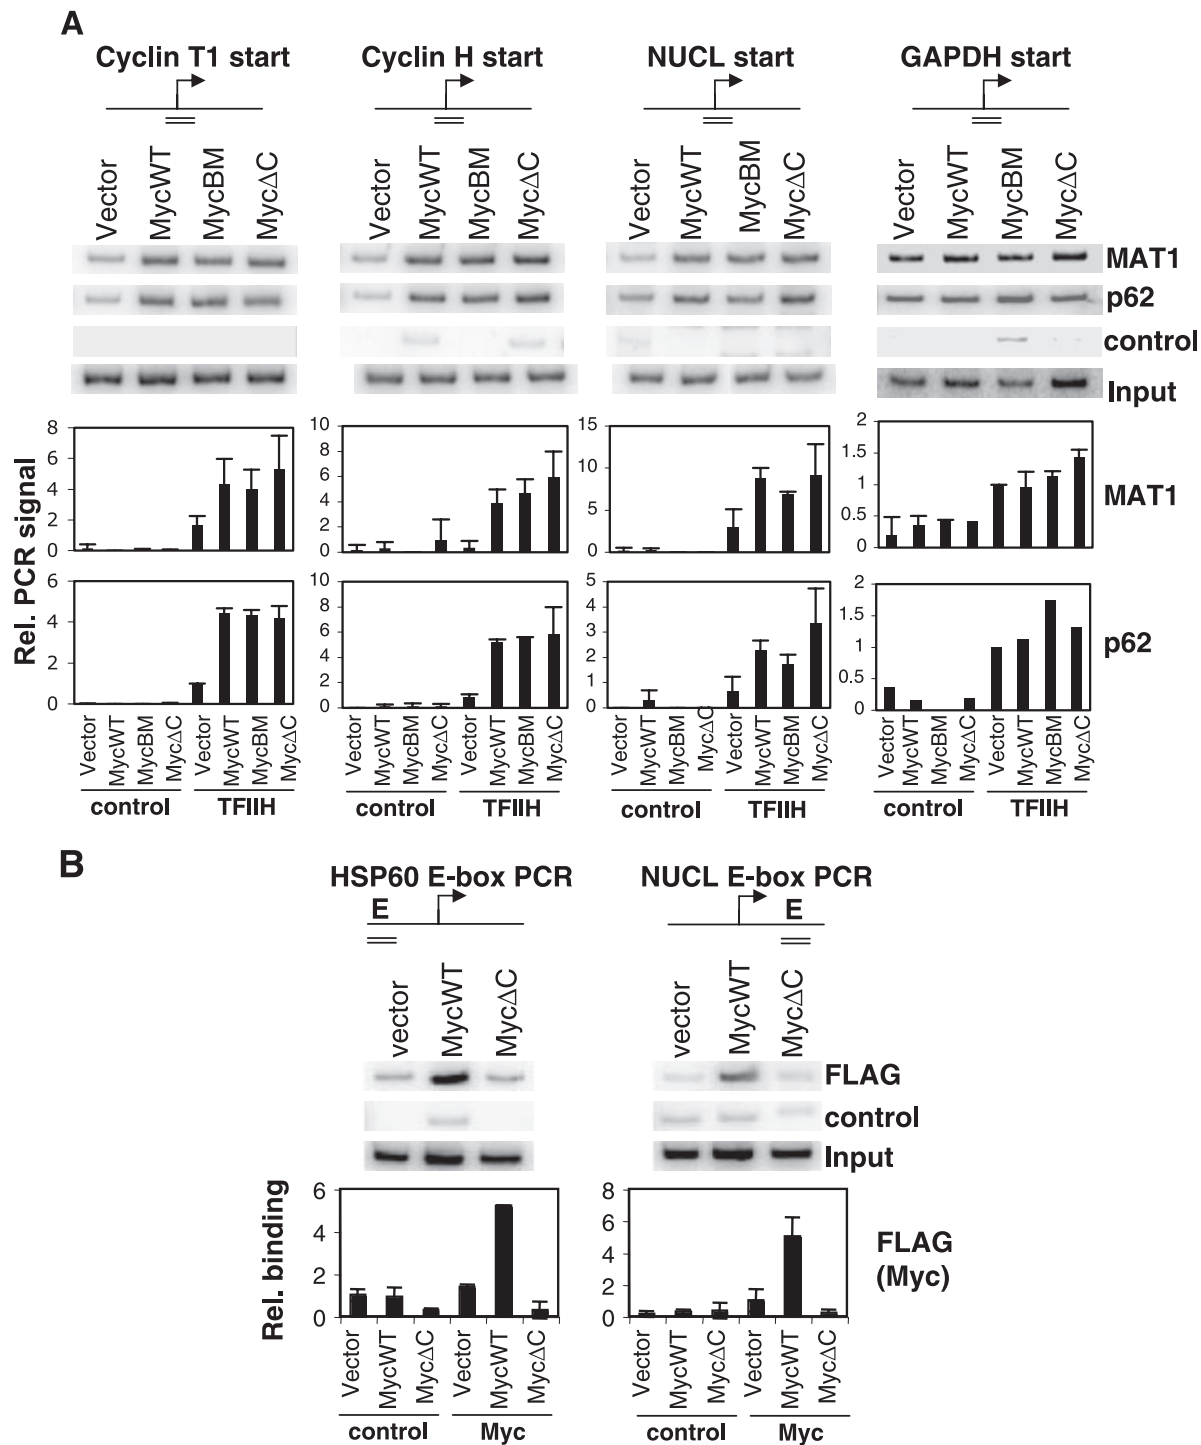 A
Cyclin T1 start Cyclin H start NUCL start GAPDH start
Vector MycWT MycBM MycΔC Vector MycWT MycBM MycΔC Vector MycWT MycBM MycΔC Vector MycWT MycBM MycΔC
MAT1
p62
control
Input
Rel. PCR signal
8 6 4 2 0
10 8 6 4 2 0
15 10 5 0
2 1.5 1 0.5 0
MAT1
6 4 2 0
10 8 6 4 2 0
5 4 3 2 1 0
2 1.5 1 0.5 0
p62
Vector MycWT MycBM MycΔC Vector MycWT MycBM MycΔC Vector MycWT MycBM MycΔC Vector MycWT MycBM MycΔC Vector MycWT MycBM MycΔC Vector MycWT MycBM MycΔC Vector MycWT MycBM MycΔC Vector MycWT MycBM MycΔC
control TFIIH control TFIIH control TFIIH control TFIIH
B
HSP60 E-box PCR NUCL E-box PCR
E E
vector MycWT MycΔC vector MycWT MycΔC
FLAG
control
Input
Rel. binding
6 4 2 0
8 6 4 2 0
FLAG
(Myc)
Vector MycWT MycΔC Vector MycWT MycΔC Vector MycWT MycΔC Vector MycWT MycΔC
control Myc control Myc